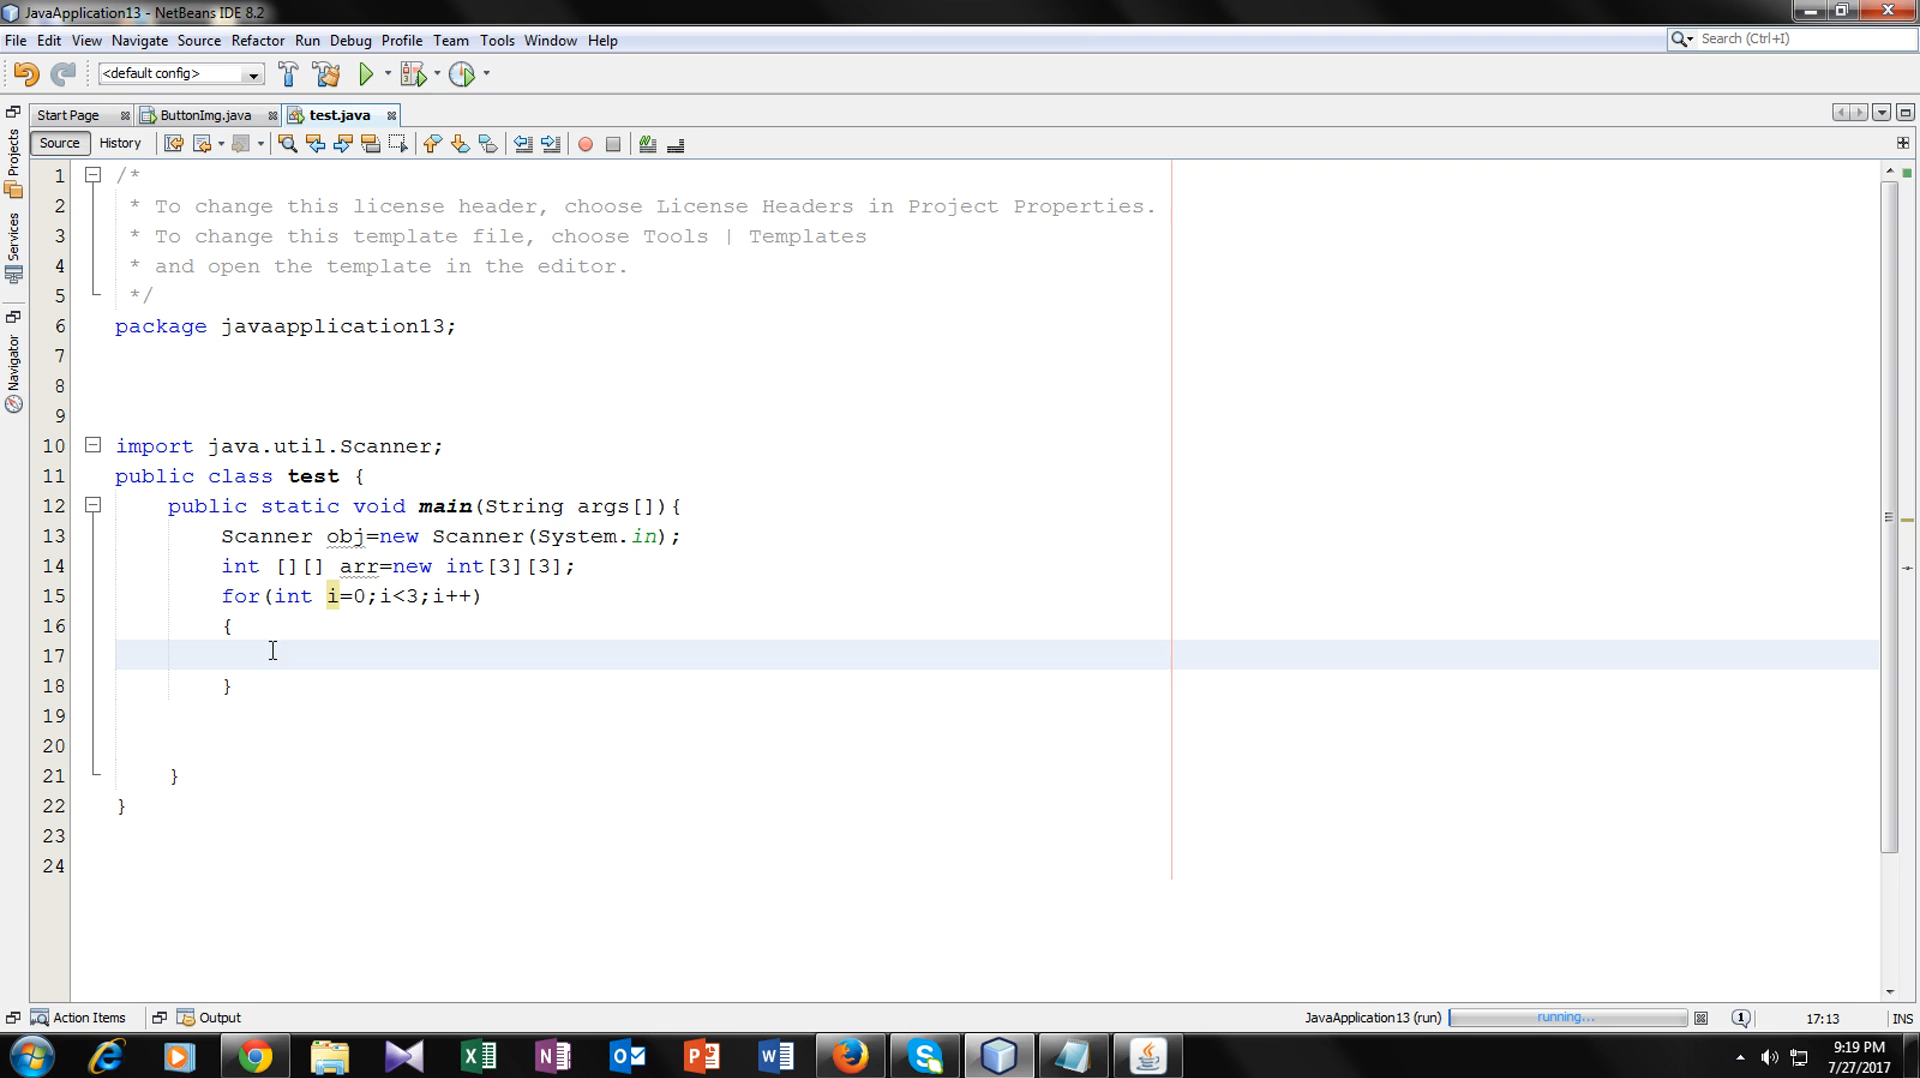 JavaApplication13 - NetBeans IDE 8.2
File Edit View Navigate Source Refactor Run Debug Profile Team Tools Window Help
Search (Ctrl+I)
<default config>
Start Page ButtonImg.java test.java
Source History
Projects
Services
Navigator
1 /*
2 * To change this license header, choose License Headers in Project Properties.
3 * To change this template file, choose Tools | Templates
4 * and open the template in the editor.
5 */
6 package javaapplication13;
7
8
9
10 import java.util.Scanner;
11 public class test {
12 public static void main(String args[]){
13 Scanner obj=new Scanner(System.in);
14 int [][] arr=new int[3][3];
15 for(int i=0;i<3;i++)
16 {
17
18 }
19
20
21 }
22 }
23
24
Action Items Output
JavaApplication13 (run) running... 1 17:13 INS
9:19 PM
7/27/2017